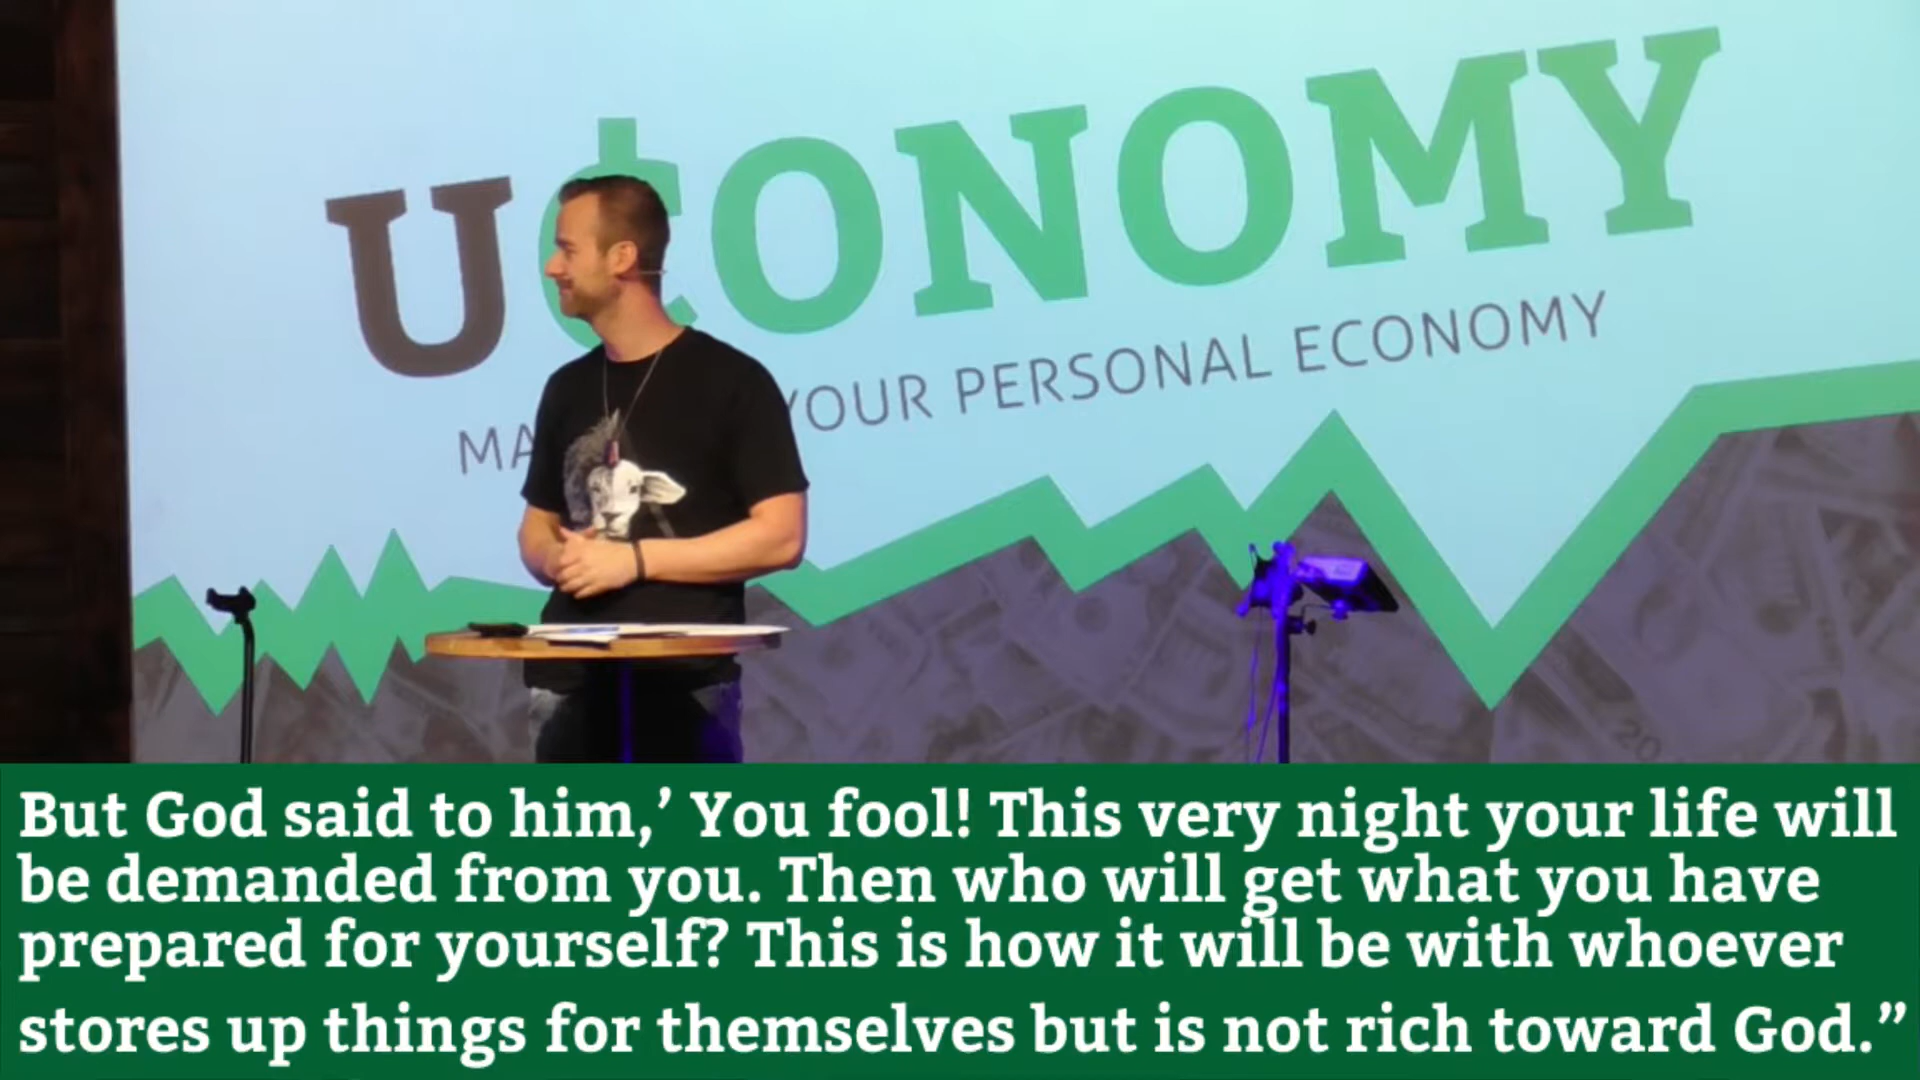 U¢ONOMY
MA YOUR PERSONAL ECONOMY
20
But God said to him,’ You fool! This very night your life will
be demanded from you. Then who will get what you have
prepared for yourself? This is how it will be with whoever
stores up things for themselves but is not rich toward God.”